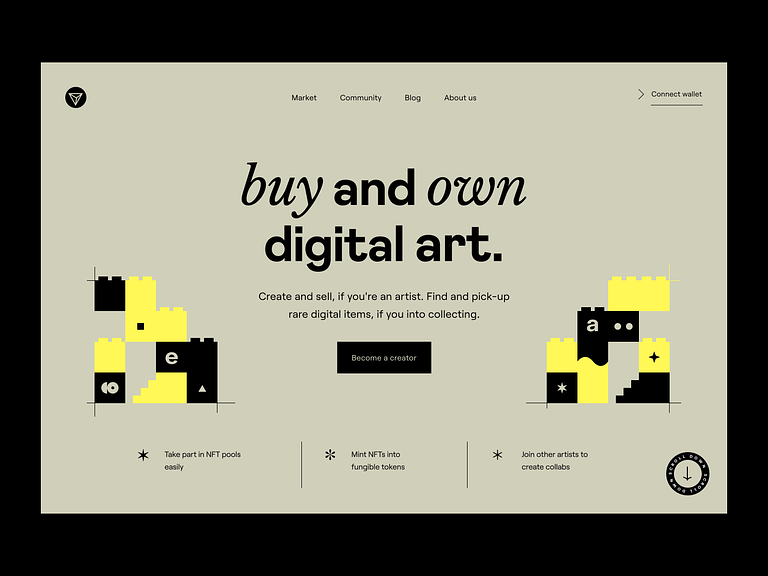 Market
Community
Blog
About us
Connect wallet
buy and own
digital art.
Create and sell, if you're an artist. Find and pick-up
rare digital items, if you into collecting.
Become a creator
e
a
Take part in NFT pools
easily
Mint NFTs into
fungible tokens
Join other artists to
create collabs
SCROLL DOWN SCROLL DOWN